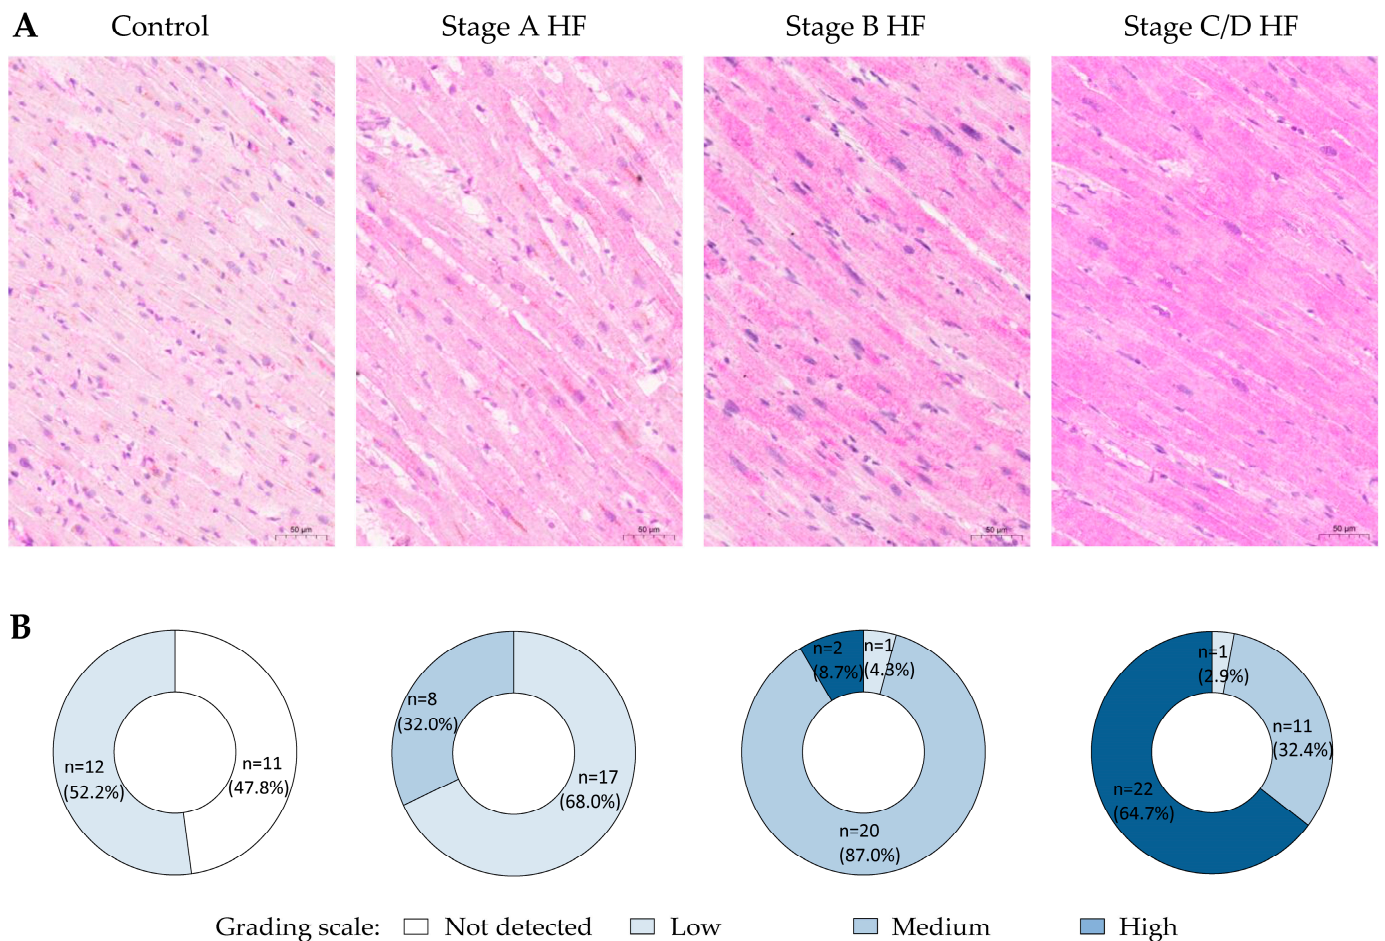 A Control Stage A HF Stage B HF Stage C/D HF
50 µm 50 µm 50 µm 50 µm
B
n=12
(52.2%)
n=11
(47.8%)
n=8
(32.0%)
n=17
(68.0%)
n=2
(8.7%)
n=1
(4.3%)
n=20
(87.0%)
n=1
(2.9%)
n=11
(32.4%)
n=22
(64.7%)
Grading scale: Not detected Low Medium High